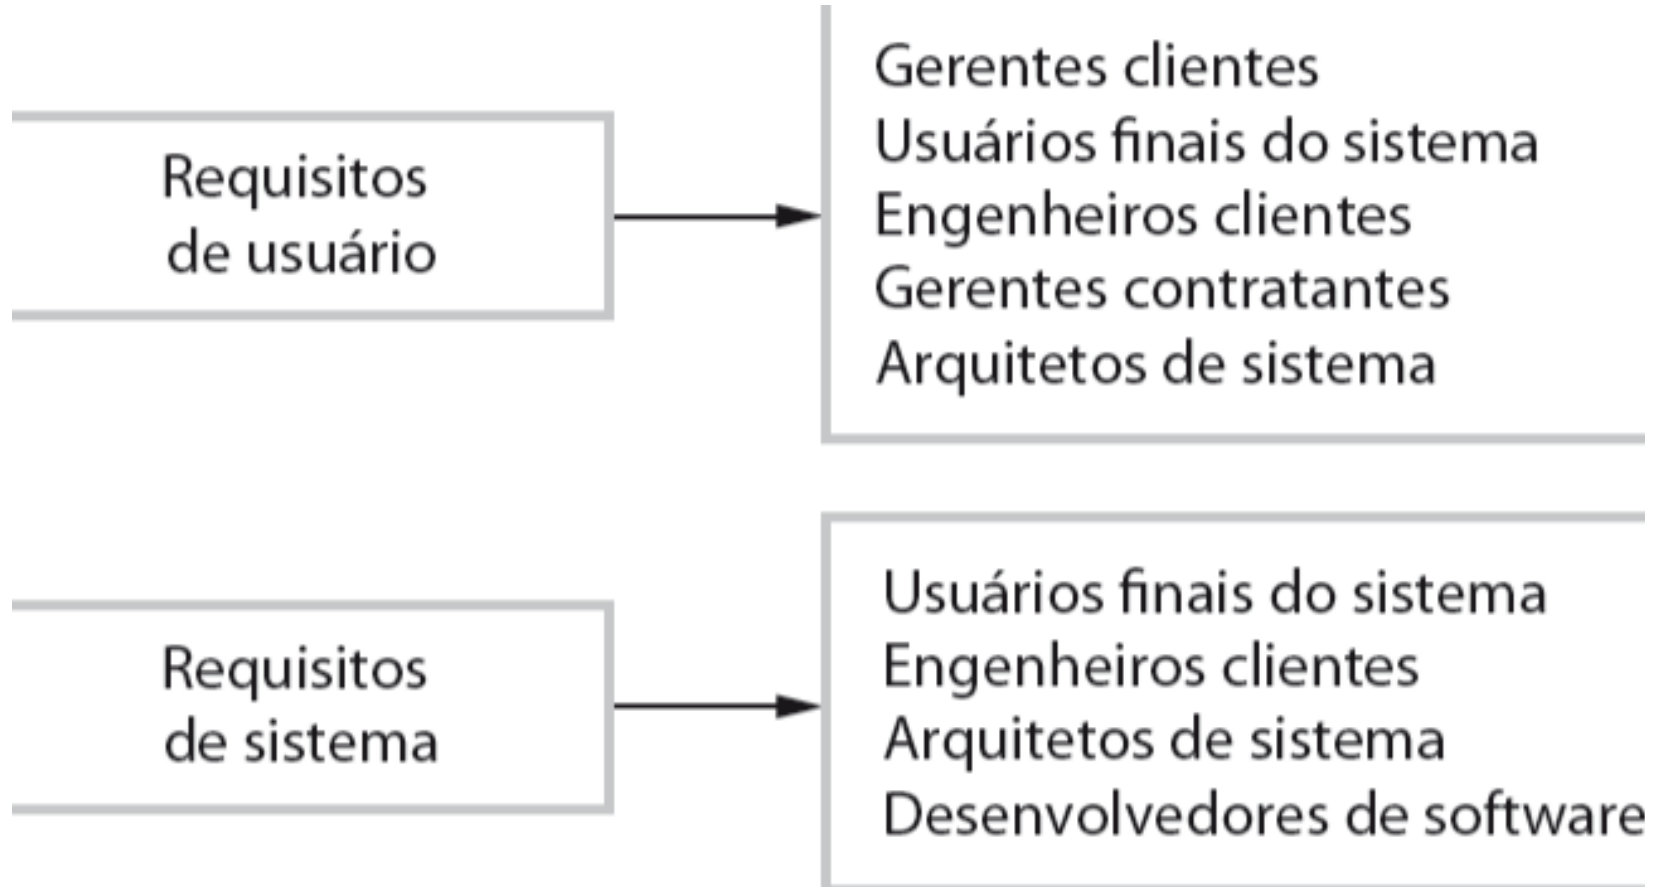 Requisitos
de usuário
Gerentes clientes
Usuários finais do sistema
Engenheiros clientes
Gerentes contratantes
Arquitetos de sistema
Requisitos
de sistema
Usuários finais do sistema
Engenheiros clientes
Arquitetos de sistema
Desenvolvedores de software